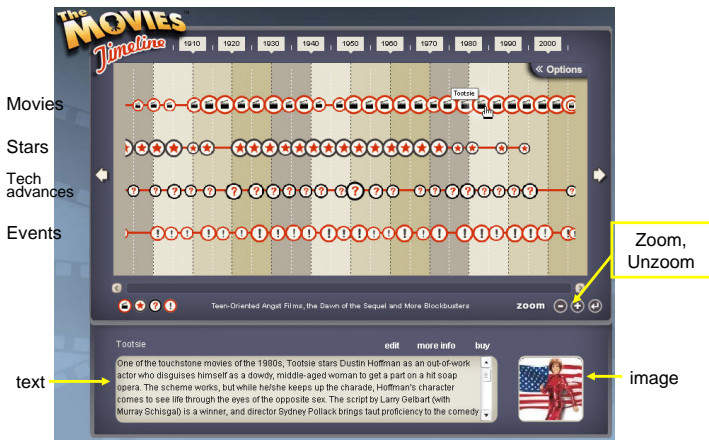 The
MOVIES
Timeline
1910 1920 1930 1940 1950 1960 1970 1980 1990 2000
« Options
Tootsie
Movies
Stars
Tech
advances
Events
Zoom,
Unzoom
Teen-Oriented Angst Films, the Dawn of the Sequel and More Blockbusters
zoom
Tootsie edit more info buy
One of the touchstone movies of the 1980s, Tootsie stars Dustin Hoffman as an out-of-work
actor who disguises himself as a dowdy, middle-aged woman to get a part on a hit soap
opera. The scheme works, but while he/she keeps up the charade, Hoffman's character
comes to see life through the eyes of the opposite sex. The script by Larry Gelbart (with
Murray Schisgal) is a winner, and director Sydney Pollack brings taut proficiency to the comedy
text
image